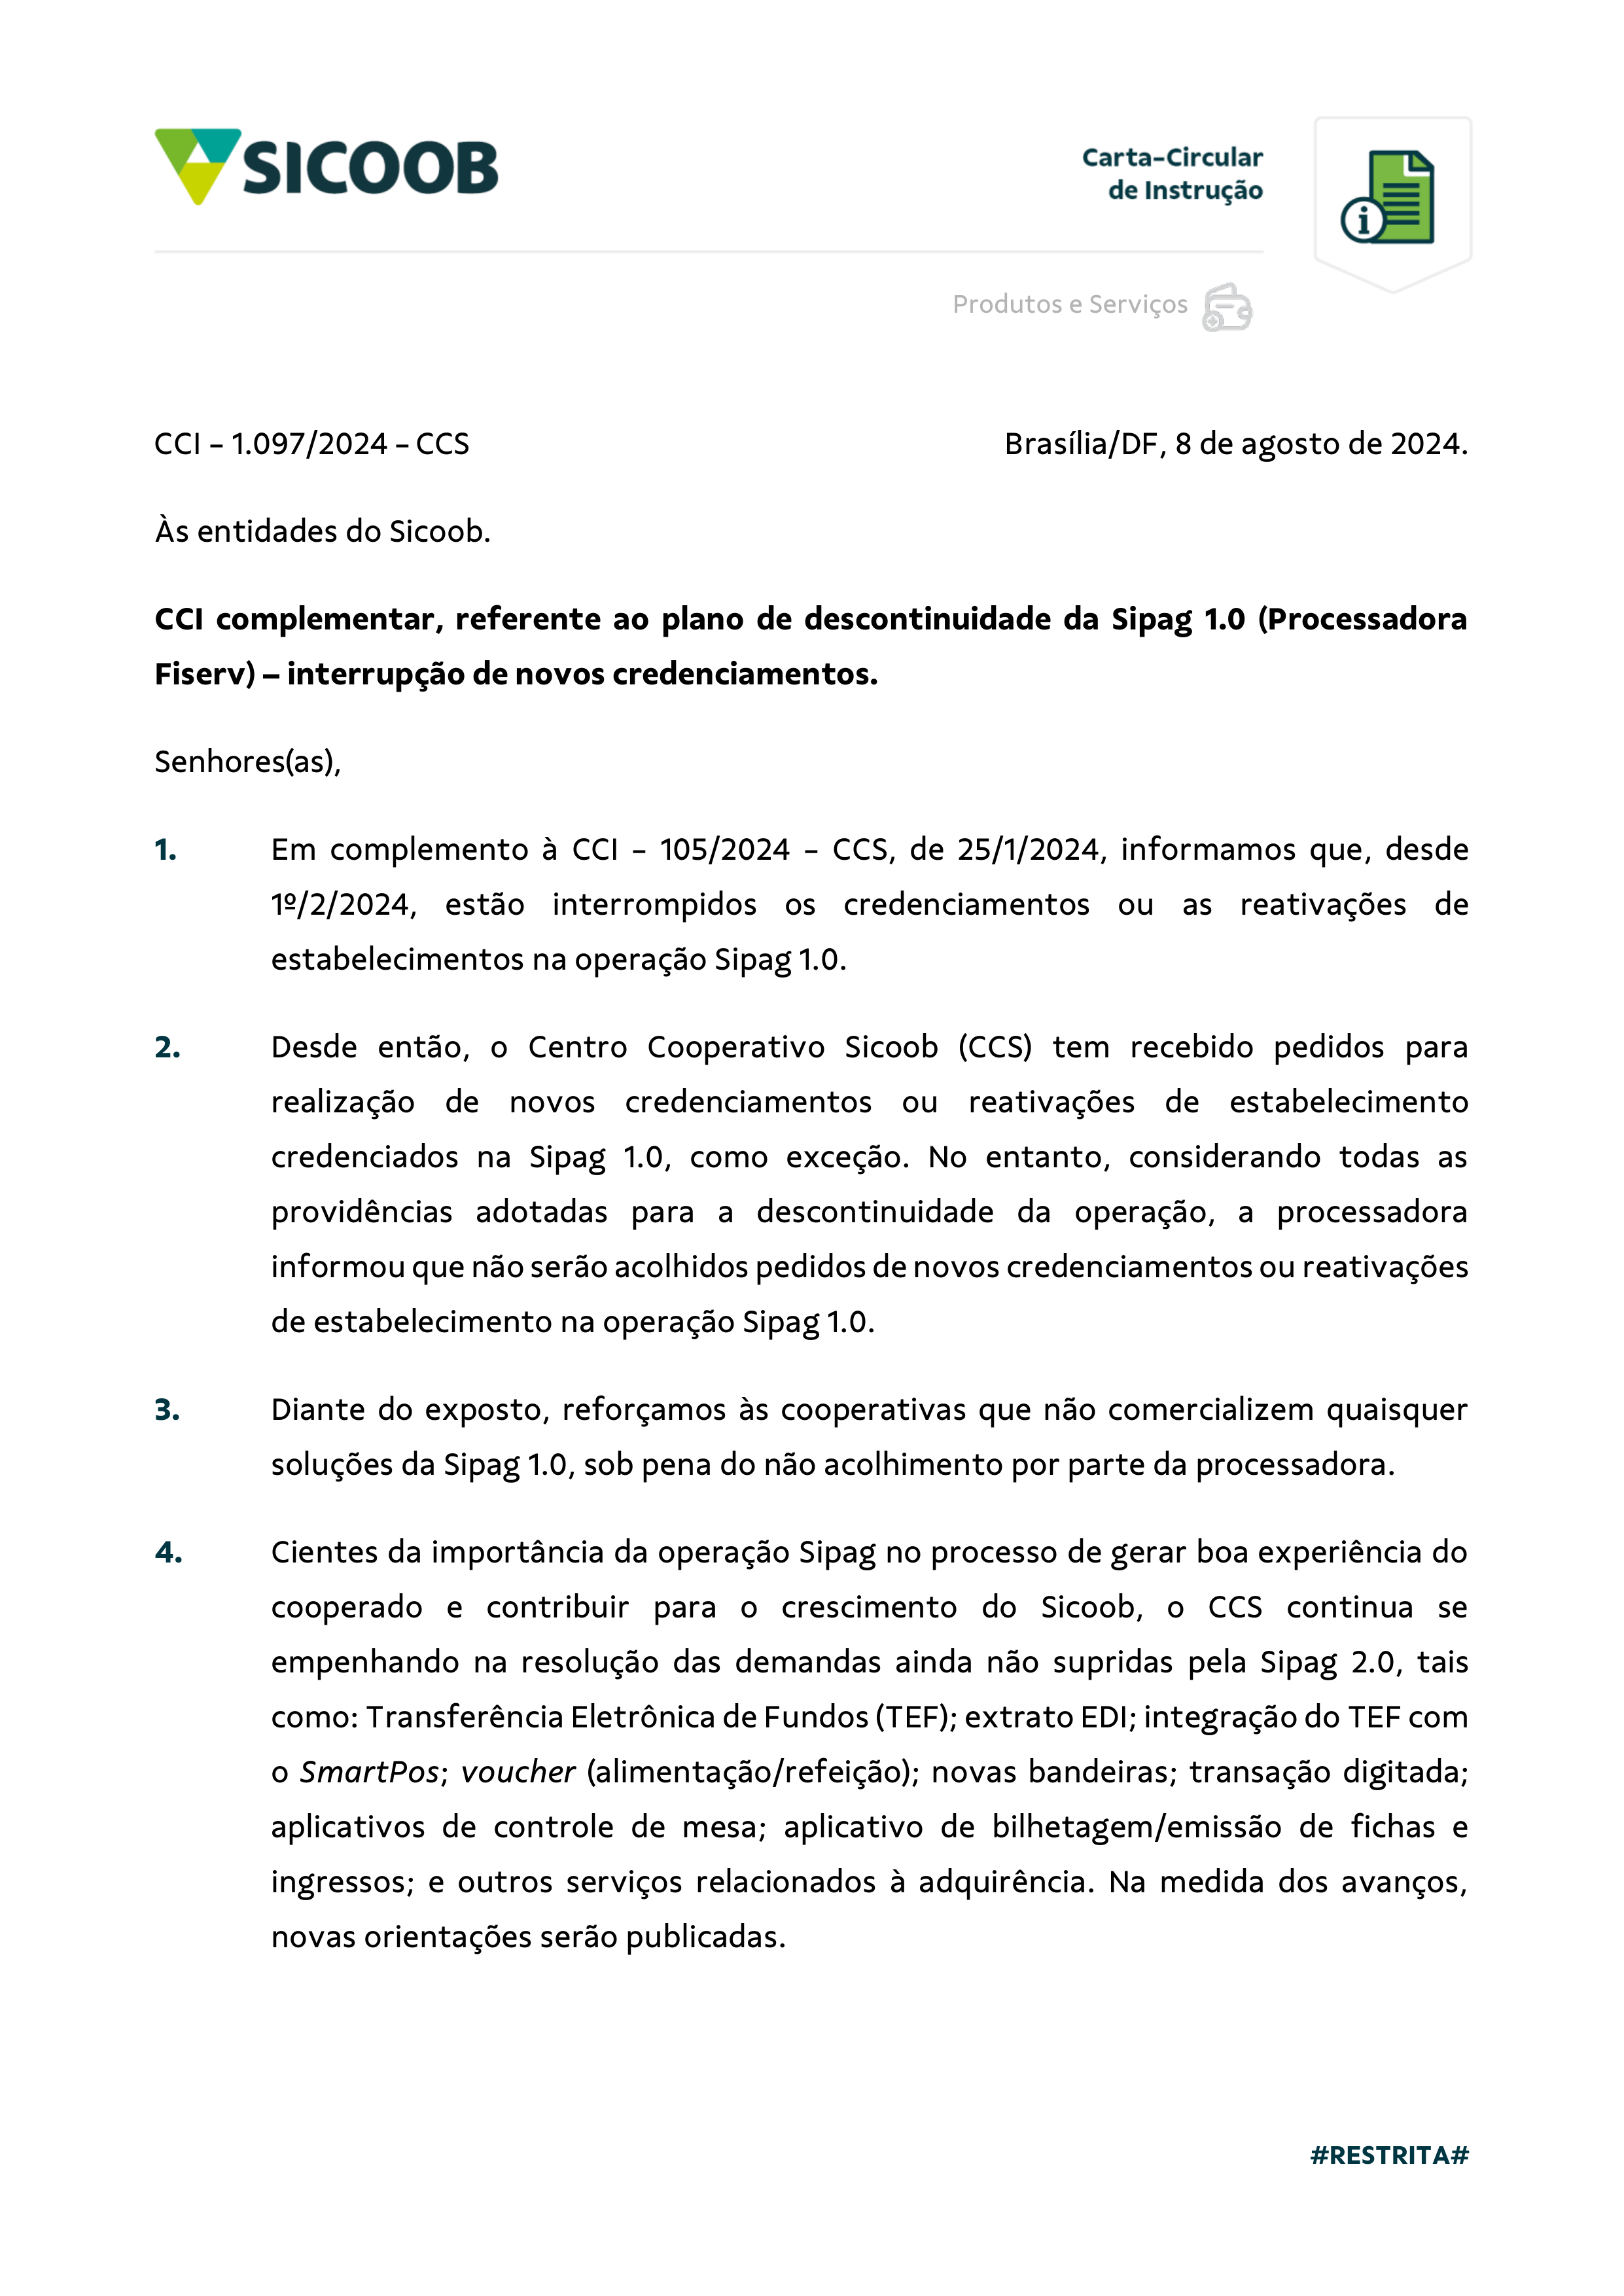 SICOOB
Carta-Circular
de Instrução
Produtos e Serviços
CCI – 1.097/2024 – CCS
Brasília/DF, 8 de agosto de 2024.
Às entidades do Sicoob.
CCI complementar, referente ao plano de descontinuidade da Sipag 1.0 (Processadora
Fiserv) – interrupção de novos credenciamentos.
Senhores(as),
1. Em complemento à CCI – 105/2024 – CCS, de 25/1/2024, informamos que, desde
1º/2/2024, estão interrompidos os credenciamentos ou as reativações de
estabelecimentos na operação Sipag 1.0.
2. Desde então, o Centro Cooperativo Sicoob (CCS) tem recebido pedidos para
realização de novos credenciamentos ou reativações de estabelecimento
credenciados na Sipag 1.0, como exceção. No entanto, considerando todas as
providências adotadas para a descontinuidade da operação, a processadora
informou que não serão acolhidos pedidos de novos credenciamentos ou reativações
de estabelecimento na operação Sipag 1.0.
3. Diante do exposto, reforçamos às cooperativas que não comercializem quaisquer
soluções da Sipag 1.0, sob pena do não acolhimento por parte da processadora.
4. Cientes da importância da operação Sipag no processo de gerar boa experiência do
cooperado e contribuir para o crescimento do Sicoob, o CCS continua se
empenhando na resolução das demandas ainda não supridas pela Sipag 2.0, tais
como: Transferência Eletrônica de Fundos (TEF); extrato EDI; integração do TEF com
o SmartPos; voucher (alimentação/refeição); novas bandeiras; transação digitada;
aplicativos de controle de mesa; aplicativo de bilhetagem/emissão de fichas e
ingressos; e outros serviços relacionados à adquirência. Na medida dos avanços,
novas orientações serão publicadas.
#RESTRITA#